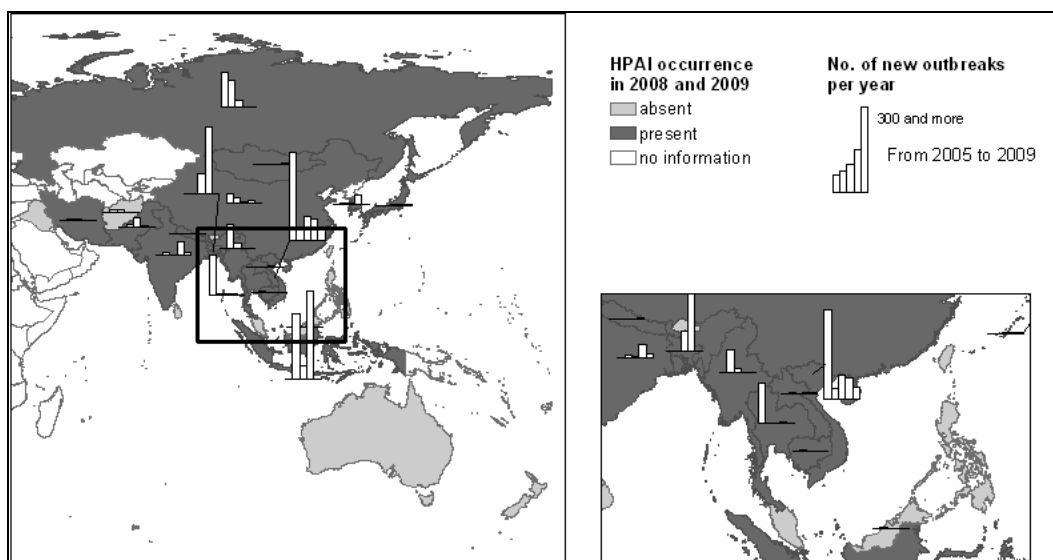 HPAI occurrence
in 2008 and 2009
absent
present
no information
No. of new outbreaks
per year
300 and more
From 2005 to 2009